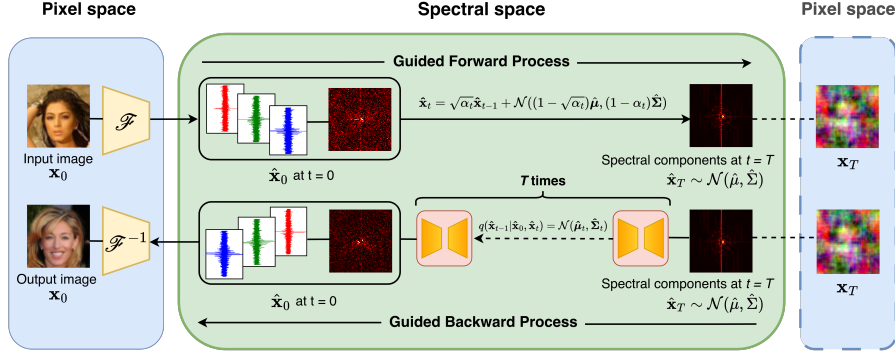 Pixel space
Spectral space
Pixel space
Guided Forward Process
ℱ
x̂_t = √α_t x̂_{t−1} + 𝒩((1 − √α_t)μ̂, (1 − α_t)Σ̂)
Input image
x_0
x̂_0 at t = 0
Spectral components at t = T
x̂_T ∼ 𝒩(μ̂, Σ̂)
x_T
T times
ℱ^{−1}
q(x̂_{t−1}|x̂_0, x̂_t) = 𝒩(μ̂_t, Σ̂_t)
Output image
x_0
x̂_0 at t = 0
Spectral components at t = T
x̂_T ∼ 𝒩(μ̂, Σ̂)
x_T
Guided Backward Process